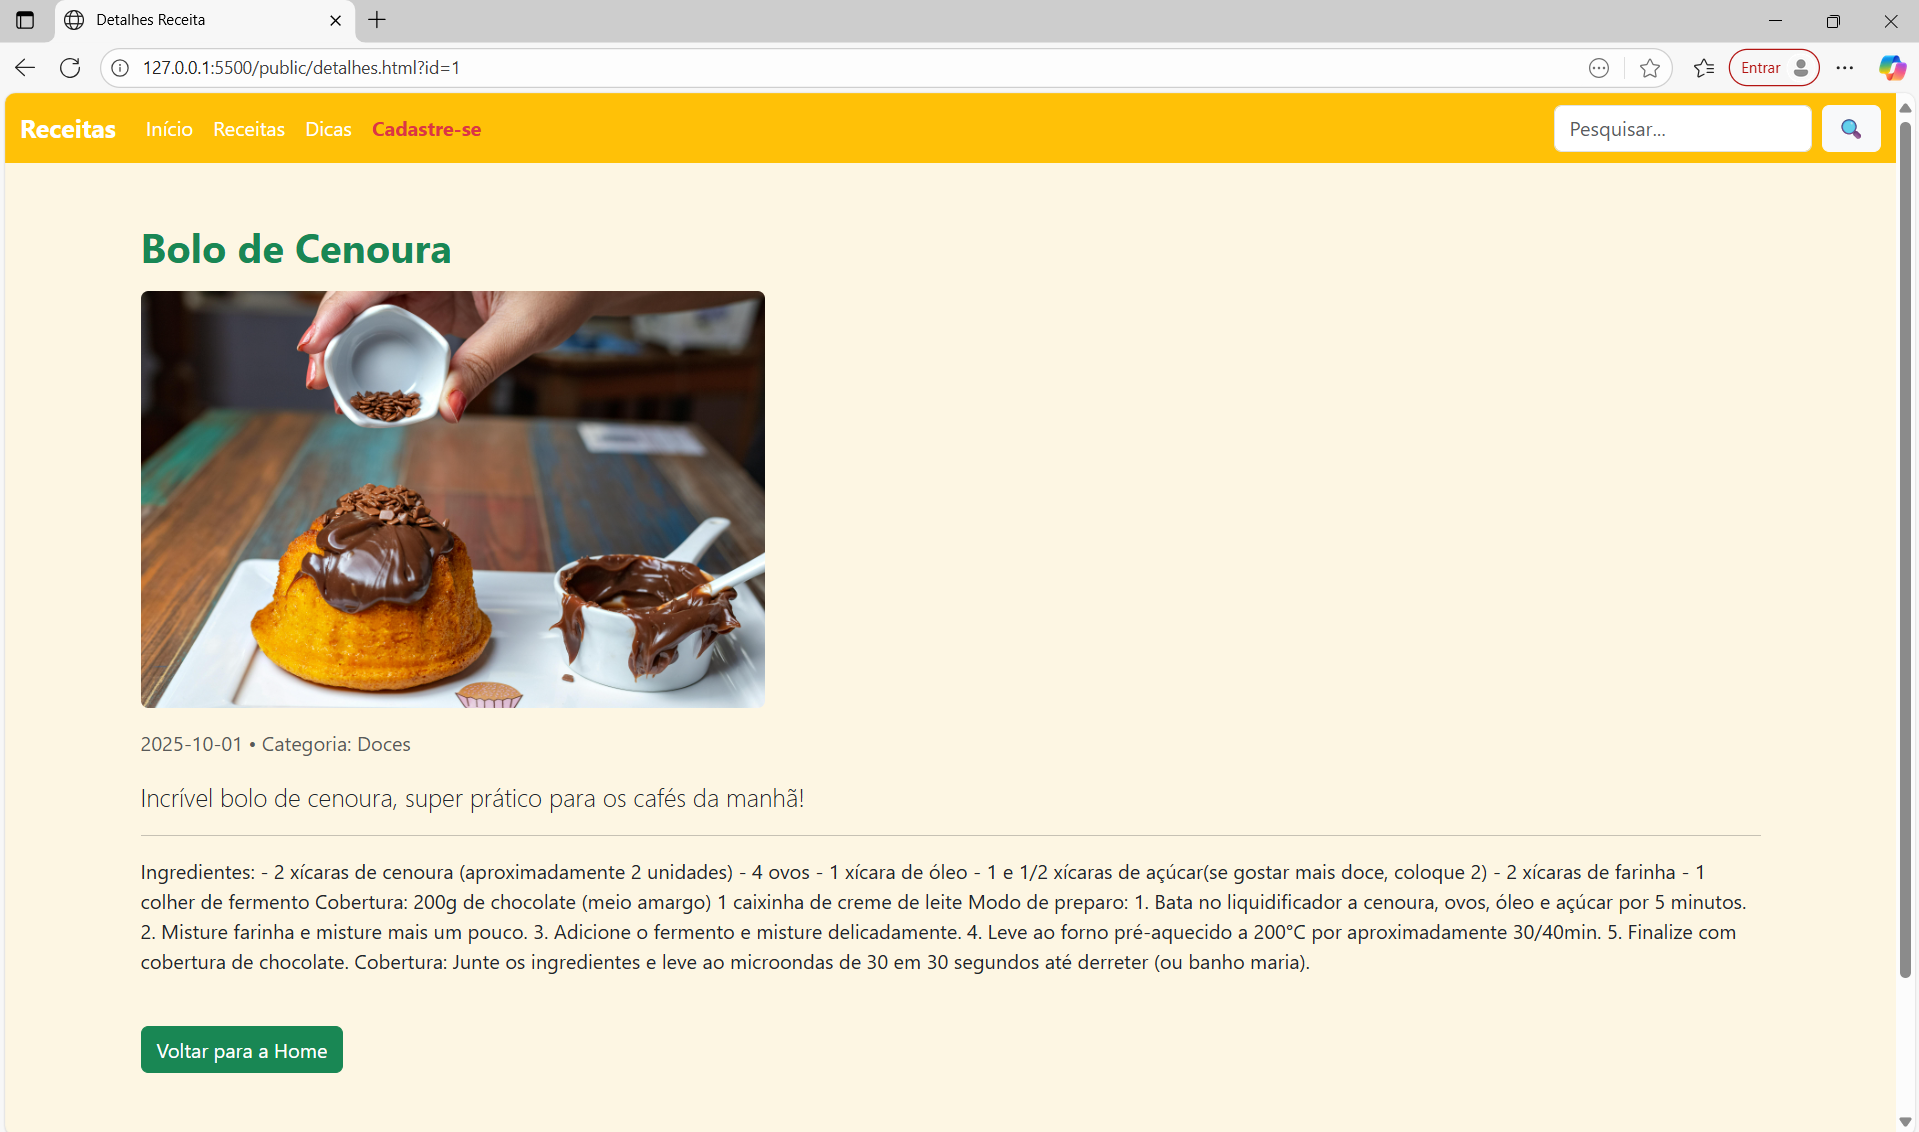 Detalhes Receita
127.0.0.1:5500/public/detalhes.html?id=1
Entrar
Receitas Início Receitas Dicas Cadastre-se Pesquisar...
Bolo de Cenoura
2025-10-01 • Categoria: Doces
Incrível bolo de cenoura, super prático para os cafés da manhã!
Ingredientes: - 2 xícaras de cenoura (aproximadamente 2 unidades) - 4 ovos - 1 xícara de óleo - 1 e 1/2 xícaras de açúcar(se gostar mais doce, coloque 2) - 2 xícaras de farinha - 1
colher de fermento Cobertura: 200g de chocolate (meio amargo) 1 caixinha de creme de leite Modo de preparo: 1. Bata no liquidificador a cenoura, ovos, óleo e açúcar por 5 minutos.
2. Misture farinha e misture mais um pouco. 3. Adicione o fermento e misture delicadamente. 4. Leve ao forno pré-aquecido a 200°C por aproximadamente 30/40min. 5. Finalize com
cobertura de chocolate. Cobertura: Junte os ingredientes e leve ao microondas de 30 em 30 segundos até derreter (ou banho maria).
Voltar para a Home